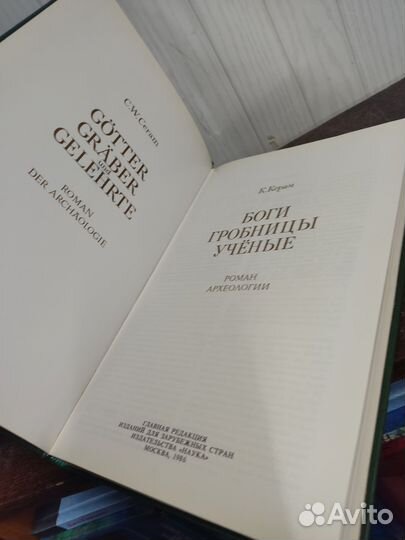 C.W.Ceram
GÖTTER
GRÄBER
und
GELEHRTE
ROMAN
DER ARCHÄOLOGIE
К.Керам
БОГИ
ГРОБНИЦЫ
УЧЁНЫЕ
РОМАН
АРХЕОЛОГИИ
ГЛАВНАЯ РЕДАКЦИЯ
ИЗДАНИЙ ДЛЯ ЗАРУБЕЖНЫХ СТРАН
ИЗДАТЕЛЬСТВА «НАУКА»
МОСКВА, 1986
Avito